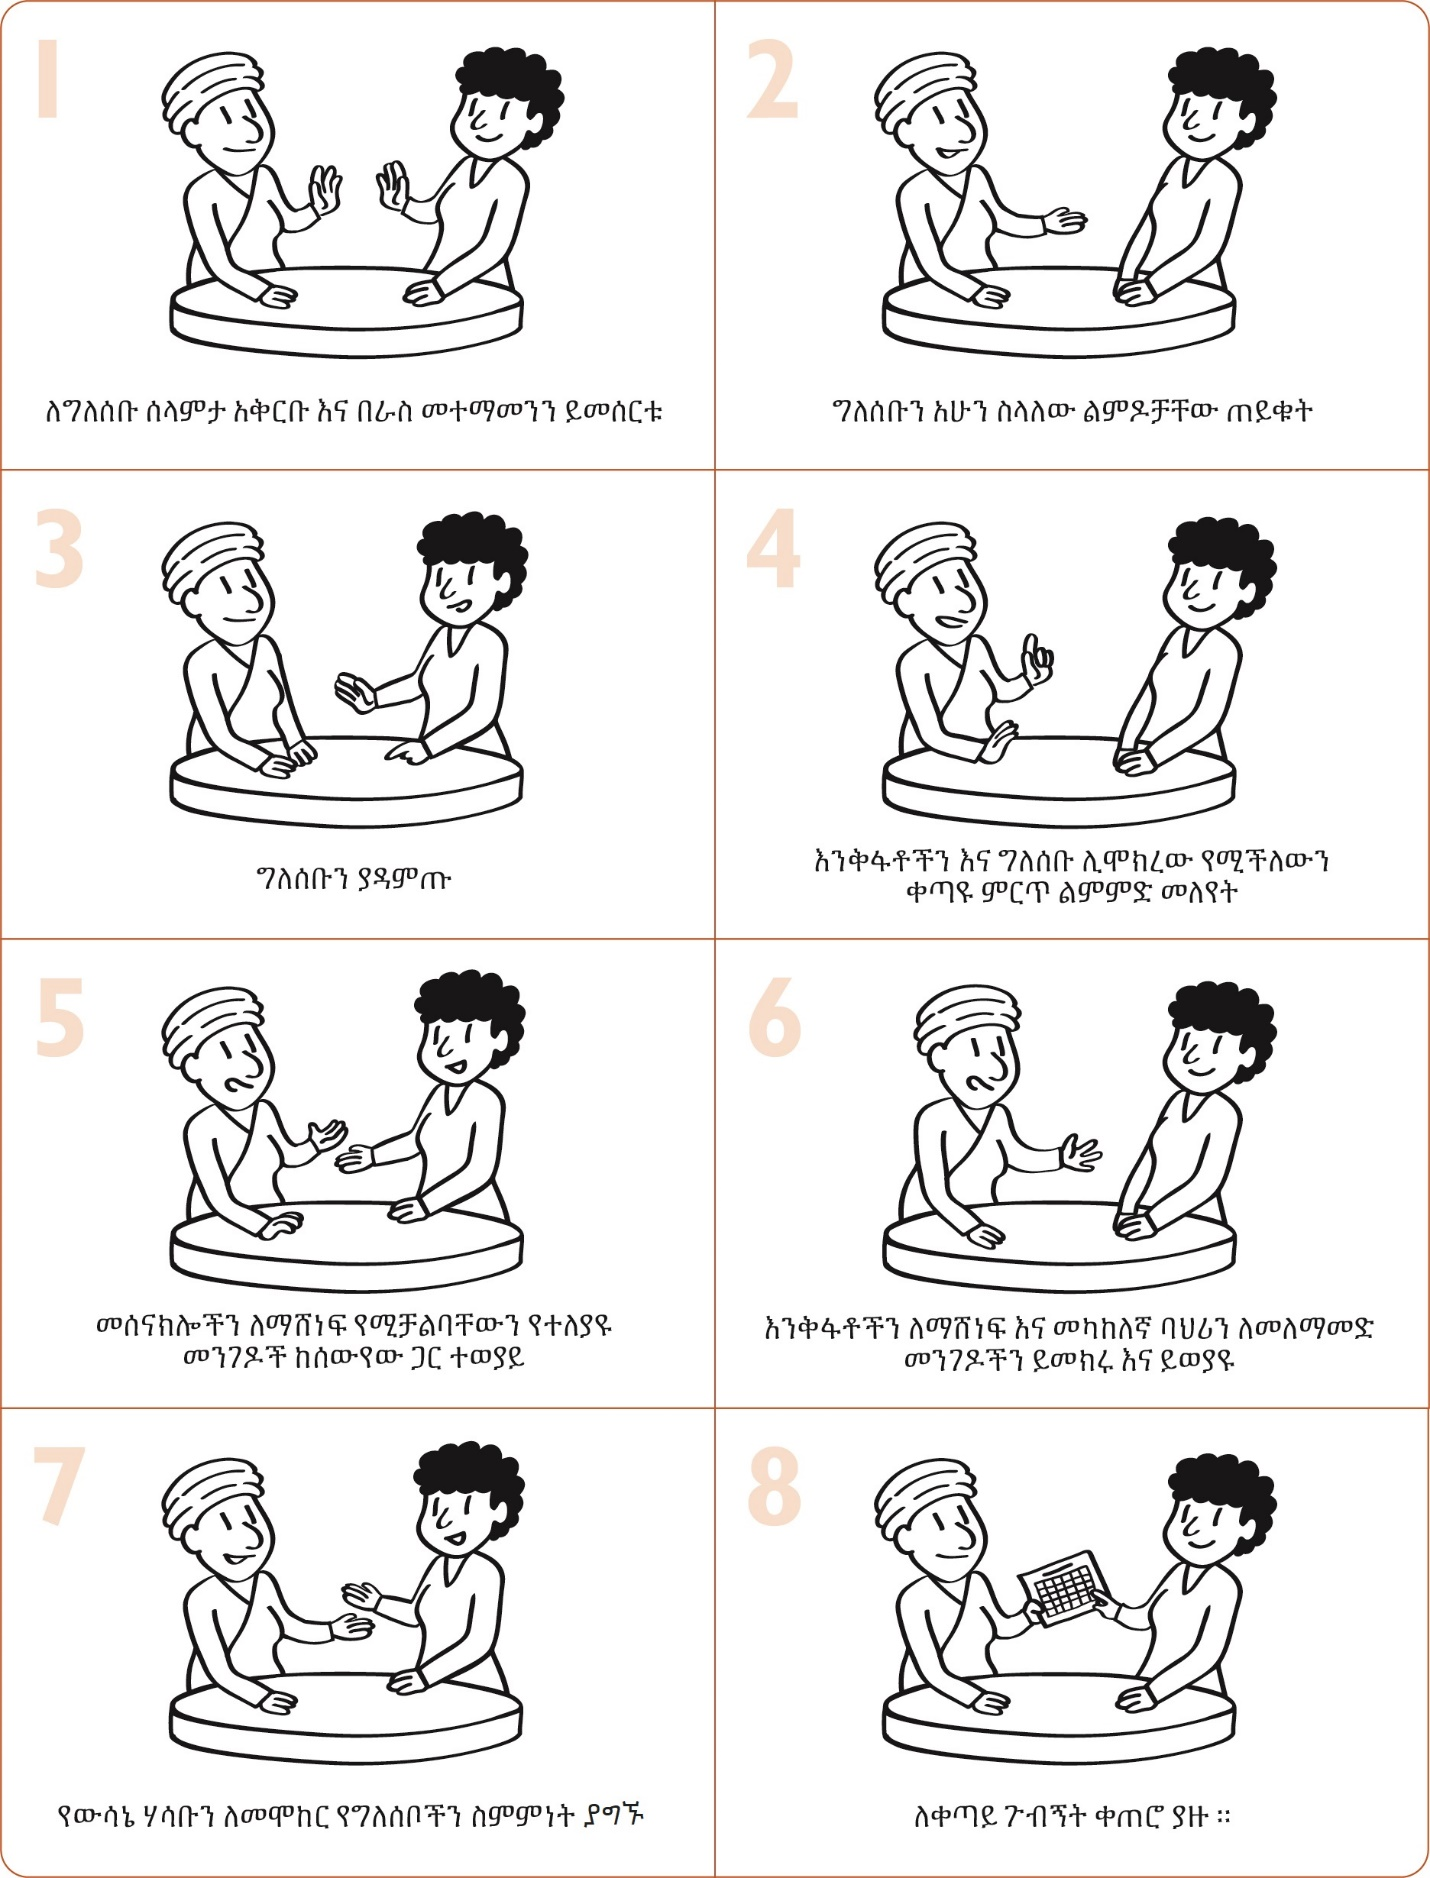 1
ለግለሰቡ ሰላምታ አቅርቡ እና በራስ መተማመንን ይመሰርቱ
2
ግለሰቡን አሁን ስላለው ልምዶቻቸው ጠይቁት
3
ግለሰቡን ያዳምጡ
4
እንቅፋቶችን እና ግለሰቡ ሊሞክረው የሚችለውን
ቀጣዩ ምርጥ ልምምድ መለየት
5
መሰናክሎችን ለማሸነፍ የሚቻልባቸውን የተለያዩ
መንገዶች ከሰውየው ጋር ተወያይ
6
እንቅፋቶችን ለማሸነፍ እና መካከለኛ ባህሪን ለመለማመድ
መንገዶችን ይመክሩ እና ይወያዩ
7
የውሳኔ ሃሳቡን ለመሞከር የግለሰቦችን ስምምነት ያግኙ
8
ለቀጣይ ጉብኝት ቀጠሮ ያዙ ።